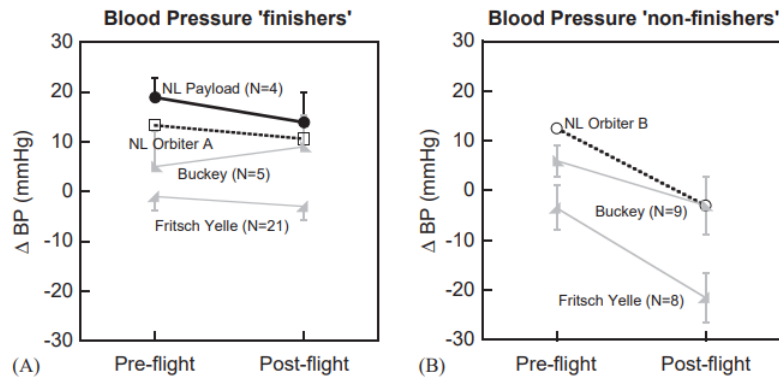 Blood Pressure 'finishers'
30
20
10
0
-10
-20
-30
Δ BP (mmHg)
NL Payload (N=4)
NL Orbiter A
Buckey (N=5)
Fritsch Yelle (N=21)
(A)
Pre-flight Post-flight
Blood Pressure 'non-finishers'
30
20
10
0
-10
-20
-30
Δ BP (mmHg)
NL Orbiter B
Buckey (N=9)
Fritsch Yelle (N=8)
(B)
Pre-flight Post-flight